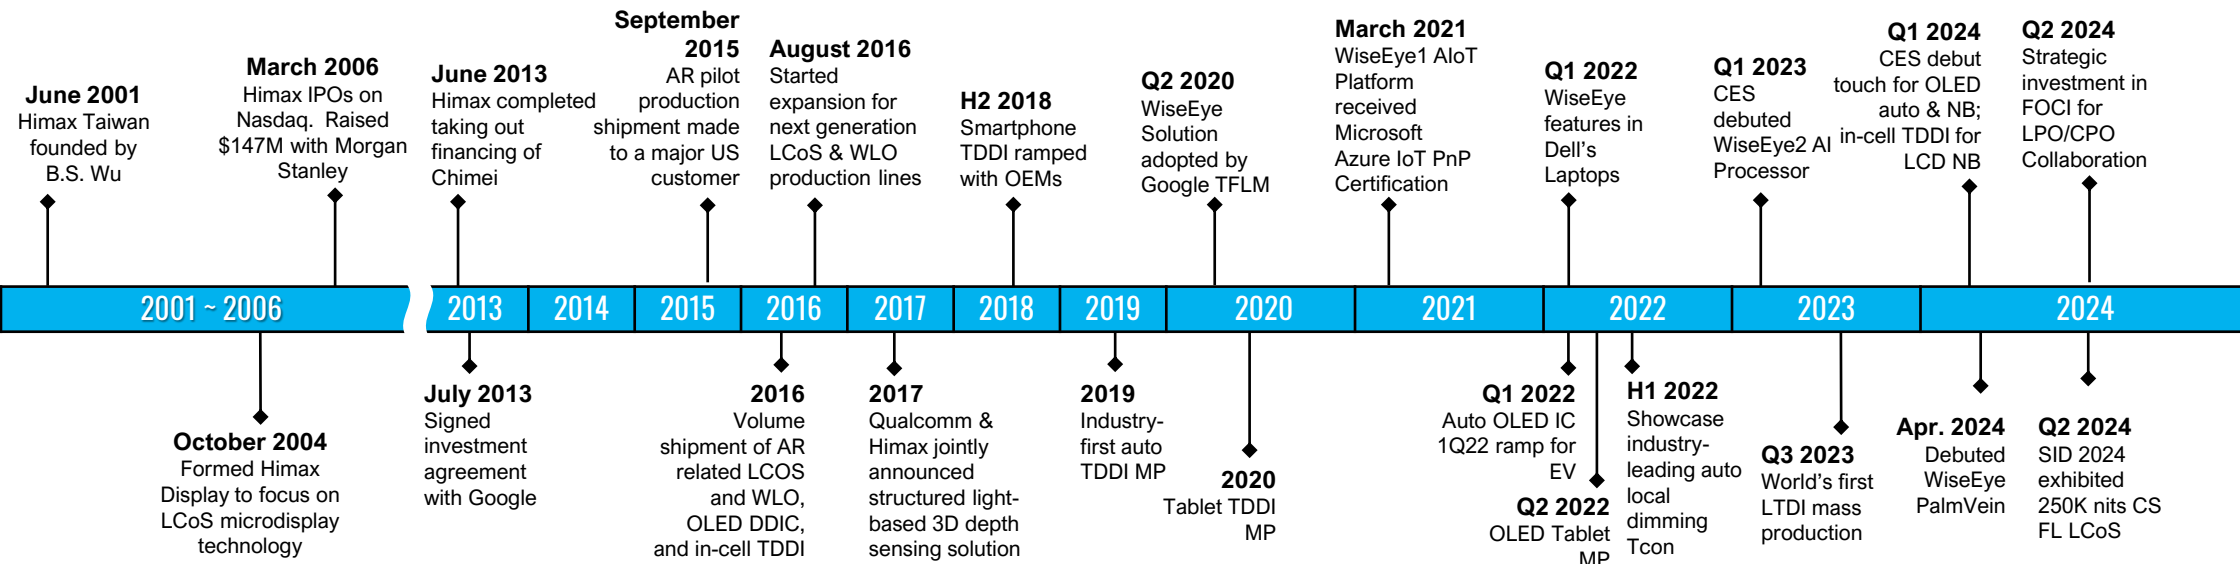 June 2001
Himax Taiwan
founded by
B.S. Wu
March 2006
Himax IPOs on
Nasdaq. Raised
$147M with Morgan
Stanley
June 2013
Himax completed
taking out
financing of
Chimei
September
2015
AR pilot
production
shipment made
to a major US
customer
August 2016
Started
expansion for
next generation
LCoS & WLO
production lines
H2 2018
Smartphone
TDDI ramped
with OEMs
Q2 2020
WiseEye
Solution
adopted by
Google TFLM
March 2021
WiseEye1 AIoT
Platform
received
Microsoft
Azure IoT PnP
Certification
Q1 2022
WiseEye
features in
Dell’s
Laptops
Q1 2023
CES
debuted
WiseEye2 AI
Processor
Q1 2024
CES debut
touch for OLED
auto & NB;
in-cell TDDI for
LCD NB
Q2 2024
Strategic
investment in
FOCI for
LPO/CPO
Collaboration
2001 ~ 2006
2013
2014
2015
2016
2017
2018
2019
2020
2021
2022
2023
2024
October 2004
Formed Himax
Display to focus on
LCoS microdisplay
technology
July 2013
Signed
investment
agreement
with Google
2016
Volume
shipment of AR
related LCOS
and WLO,
OLED DDIC,
and in-cell TDDI
2017
Qualcomm &
Himax jointly
announced
structured light-
based 3D depth
sensing solution
2019
Industry-
first auto
TDDI MP
2020
Tablet TDDI
MP
Q1 2022
Auto OLED IC
1Q22 ramp for
EV
Q2 2022
OLED Tablet
MP
H1 2022
Showcase
industry-
leading auto
local
dimming
Tcon
Q3 2023
World’s first
LTDI mass
production
Apr. 2024
Debuted
WiseEye
PalmVein
Q2 2024
SID 2024
exhibited
250K nits CS
FL LCoS